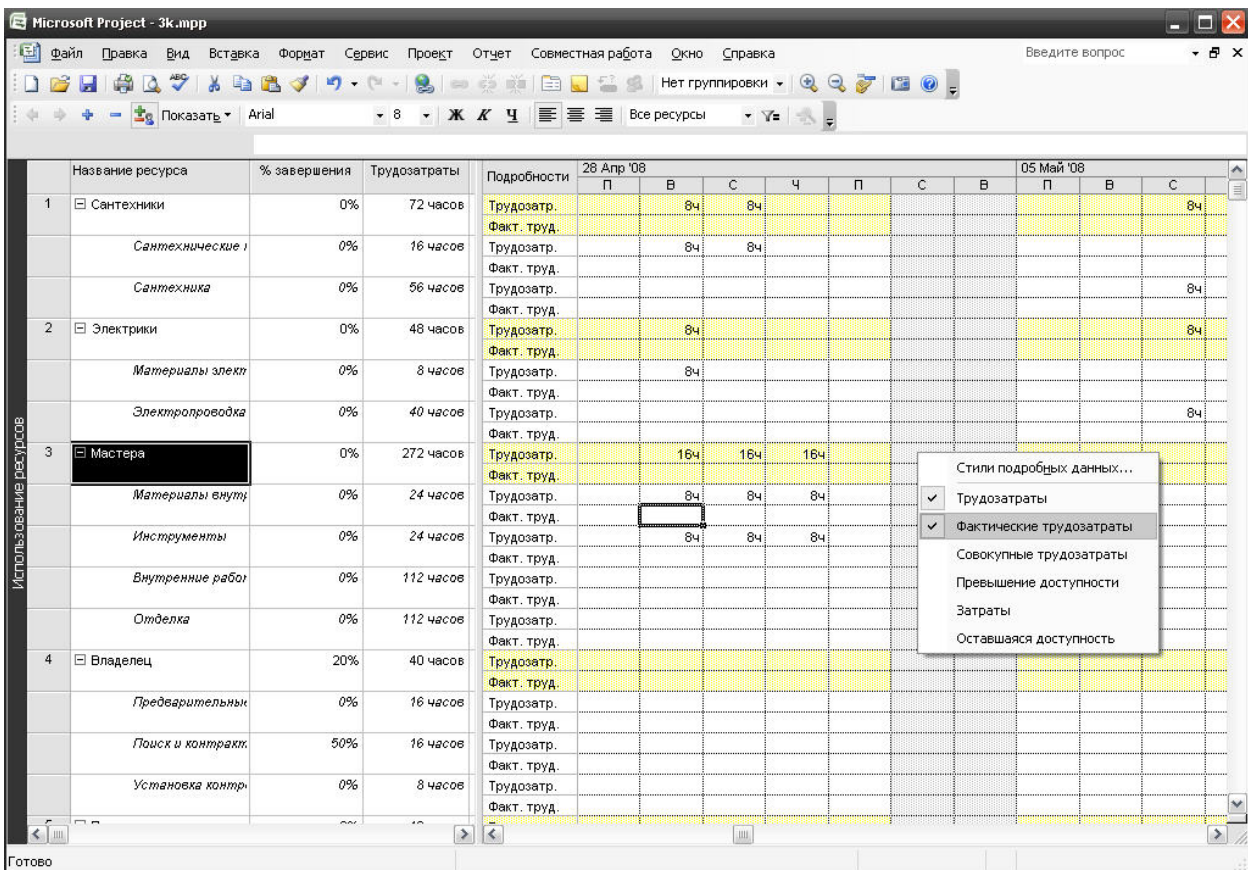 Microsoft Project - 3k.mpp
Файл Правка Вид Вставка Формат Сервис Проект Отчет Совместная работа Окно Справка Введите вопрос
Нет группировки
Показать Arial 8 Ж К Ч Все ресурсы
Название ресурса % завершения Трудозатраты Подробности 28 Апр '08 05 Май '08
П В С Ч П С В П В С
1 Сантехники 0% 72 часов Трудозатр. 8ч 8ч 8ч
Факт. труд.
Сантехнические 0% 16 часов Трудозатр. 8ч 8ч
Факт. труд.
Сантехника 0% 56 часов Трудозатр. 8ч
Факт. труд.
2 Электрики 0% 48 часов Трудозатр. 8ч 8ч
Факт. труд.
Материалы элект 0% 8 часов Трудозатр. 8ч
Факт. труд.
Электропроводка 0% 40 часов Трудозатр. 8ч
Факт. труд.
3 Мастера 0% 272 часов Трудозатр. 16ч 16ч 16ч
Факт. труд.
Материалы внут 0% 24 часов Трудозатр. 8ч 8ч 8ч
Факт. труд.
Инструменты 0% 24 часов Трудозатр. 8ч 8ч 8ч
Факт. труд.
Внутренние рабо 0% 112 часов Трудозатр.
Факт. труд.
Отделка 0% 112 часов Трудозатр.
Факт. труд.
4 Владелец 20% 40 часов Трудозатр.
Факт. труд.
Предварительны 0% 16 часов Трудозатр.
Факт. труд.
Поиск и контракт 50% 16 часов Трудозатр.
Факт. труд.
Установка контр 0% 8 часов Трудозатр.
Факт. труд.
Стили подробных данных...
Трудозатраты
Фактические трудозатраты
Совокупные трудозатраты
Превышение доступности
Затраты
Оставшаяся доступность
Использование ресурсов
Готово